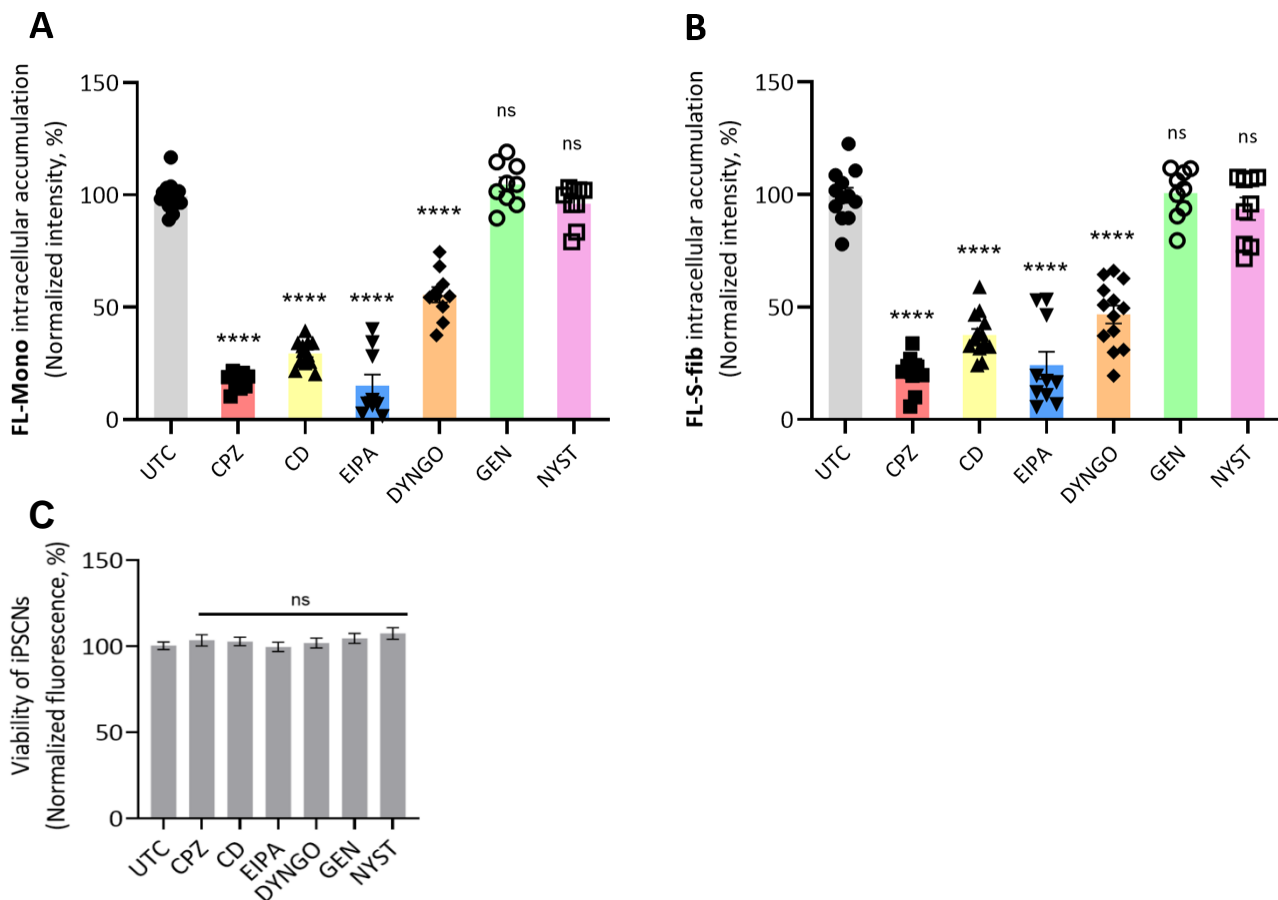 A
FL-Mono intracellular accumulation
(Normalized intensity, %)
150
100
50
0
****
****
****
****
ns
ns
UTC
CPZ
CD
EIPA
DYNGO
GEN
NYST
B
FL-S-fib intracellular accumulation
(Normalized intensity, %)
150
100
50
0
****
****
****
****
ns
ns
UTC
CPZ
CD
EIPA
DYNGO
GEN
NYST
C
Viability of iPSCNs
(Normalized fluorescence, %)
150
100
50
0
ns
UTC
CPZ
CD
EIPA
DYNGO
GEN
NYST